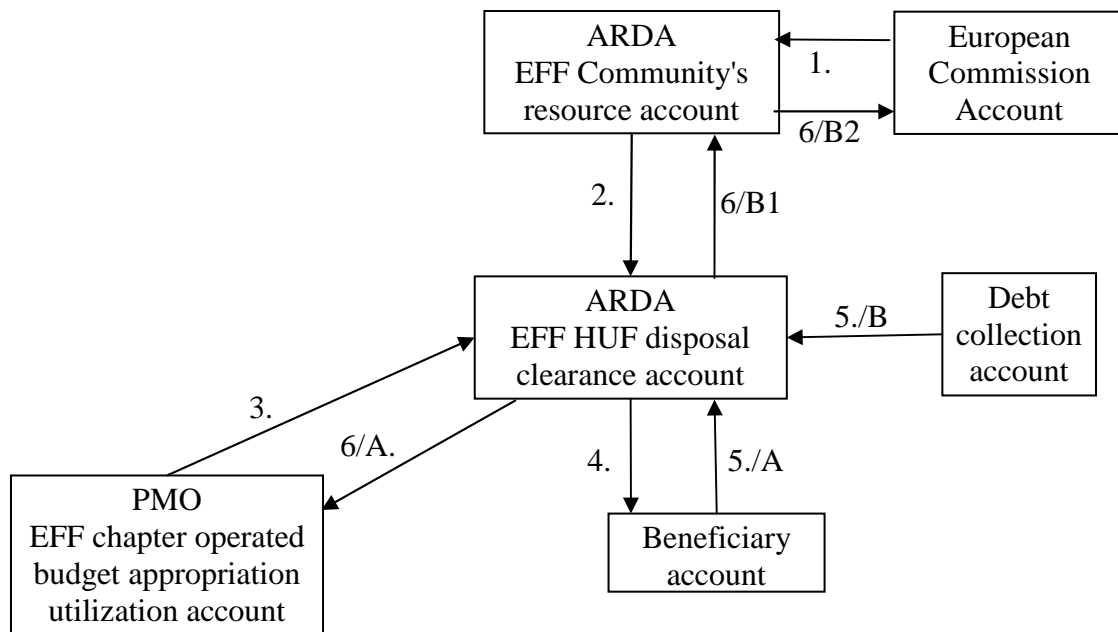 ARDA
EFF Community's
resource account
European
Commission
Account
1.
6/B2
2.
6/B1
ARDA
EFF HUF disposal
clearance account
Debt
collection
account
5./B
3.
6/A.
4.
5./A
PMO
EFF chapter operated
budget appropriation
utilization account
Beneficiary
account